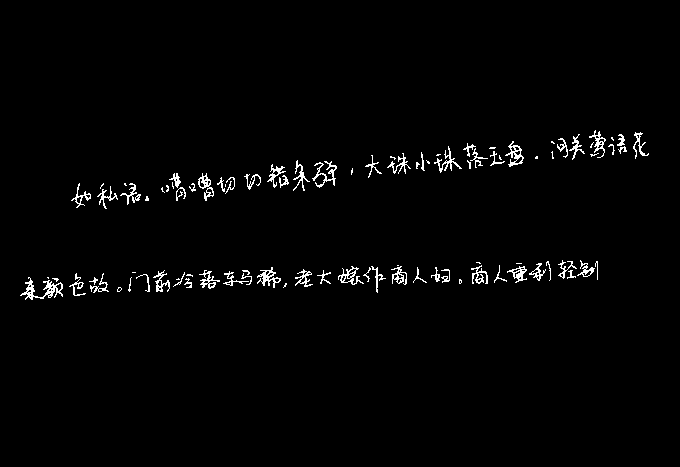 如私语。嘈嘈切切错杂弹，大珠小珠落玉盘.间关莺语花
来颜色故。门前冷落车马稀,老大嫁作商人妇。商人重利轻别